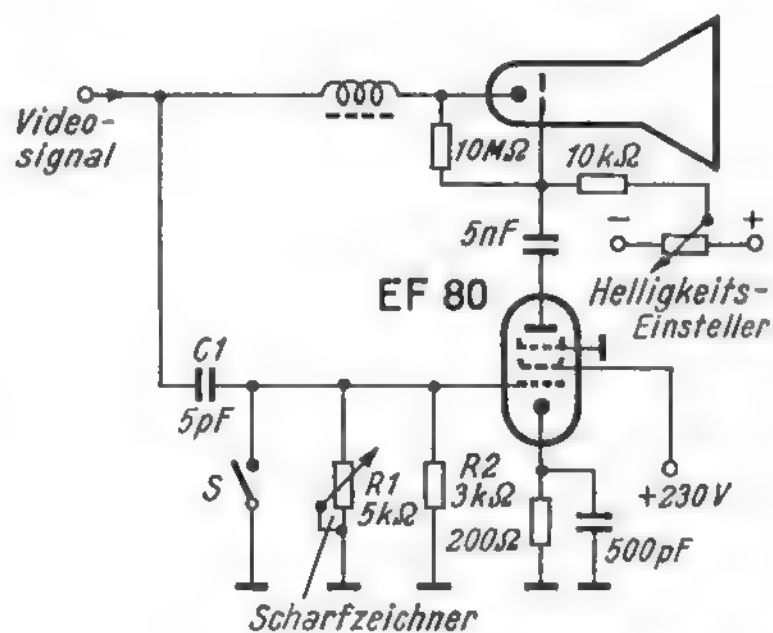 Video-
signal
10MΩ
10kΩ
5nF
- +
Helligkeits-
Einsteller
EF 80
C1
5pF
S
R1
5kΩ
R2
3kΩ
200Ω
500pF
+230V
Scharfzeichner